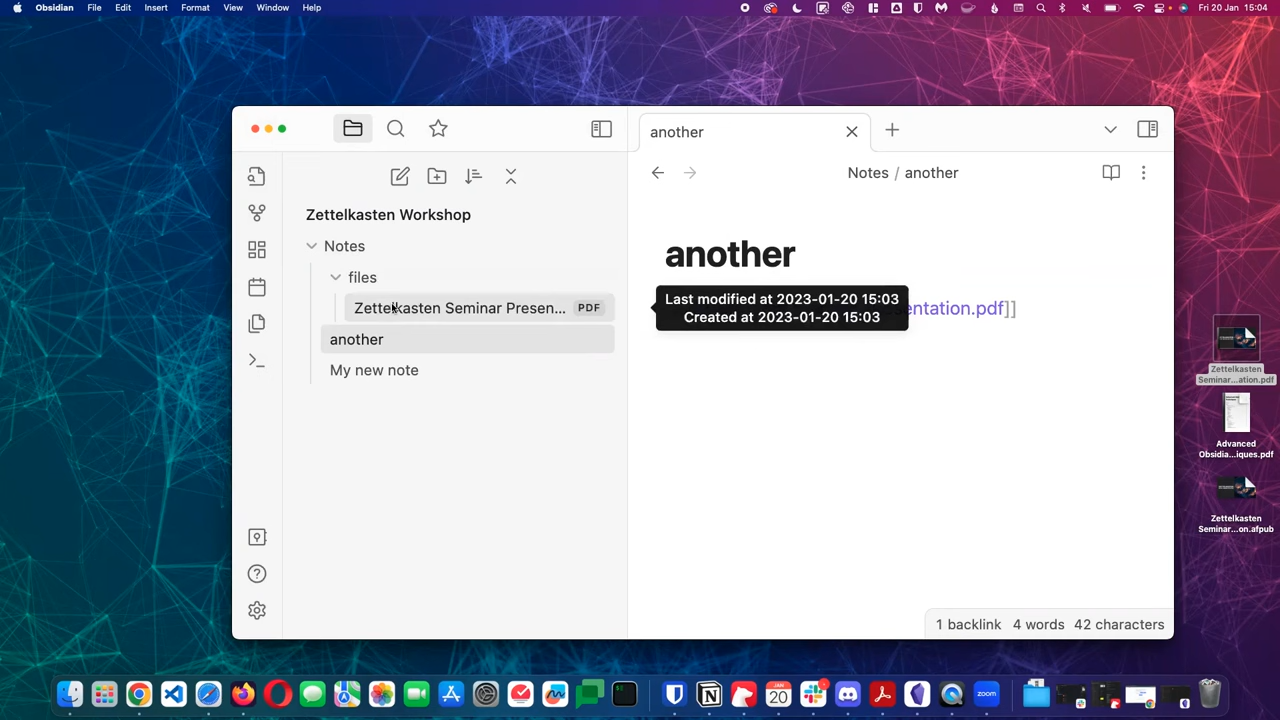 Obsidian File Edit Insert Format View Window Help Fri 20 Jan 15:04
another
Notes / another
Zettelkasten Workshop
Notes
files
Zettelkasten Seminar Presen... PDF
another
My new note
another
Last modified at 2023-01-20 15:03
Created at 2023-01-20 15:03
entation.pdf]]
1 backlink 4 words 42 characters
Zettelkasten
Seminar...ation.pdf
Advanced
Obsidia...iques.pdf
Zettelkasten
Seminar...on.afpub
JAN
20
zoom